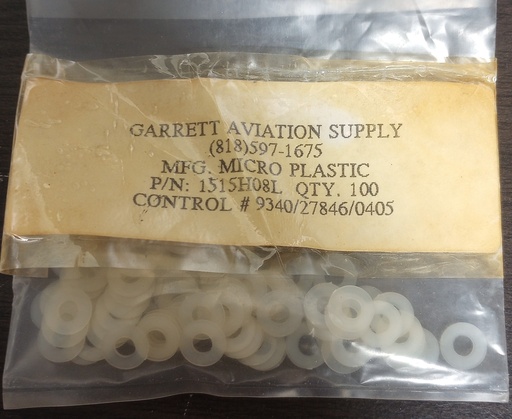 GARRETT AVIATION SUPPLY
(818)597-1675
MFG. MICRO PLASTIC
P/N: 1515H08L QTY. 100
CONTROL # 9340/27846/0405